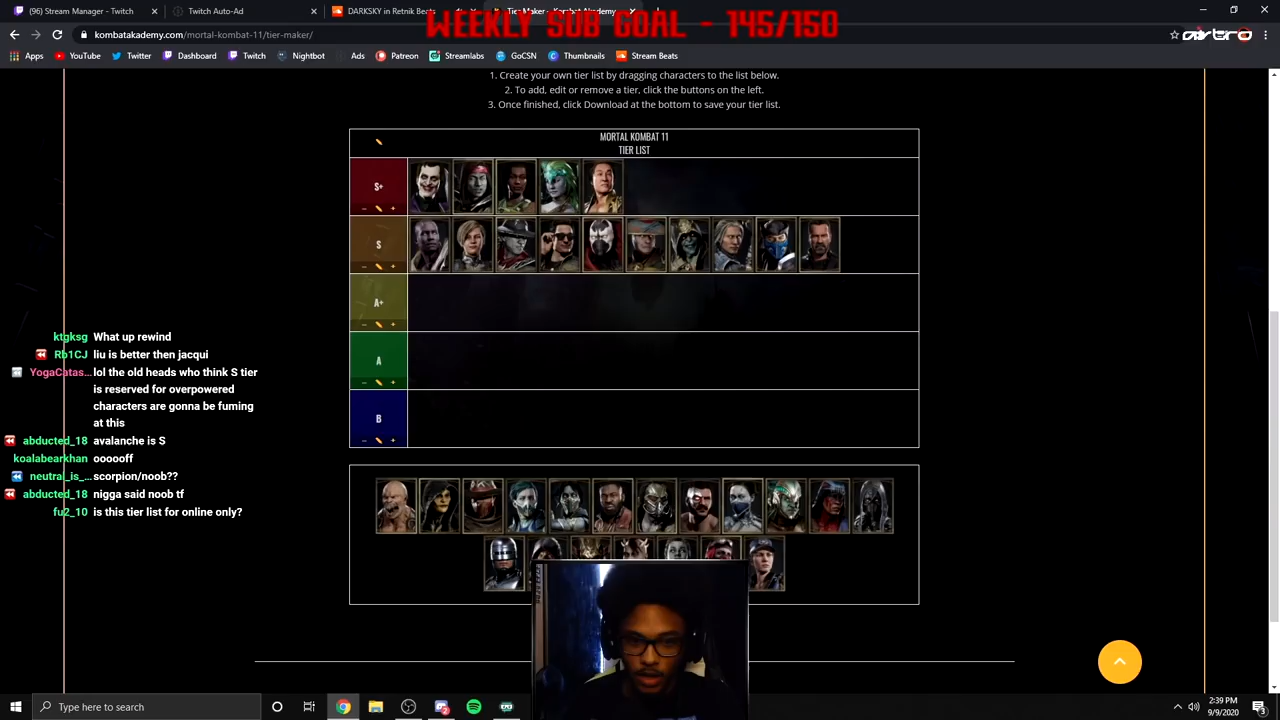 (96) Stream Manager - Twitch
Twitch Auto-Ad
DARKSKY in Retnik Beats
WEEKLY SUB GOAL - 145/150
kombatakademy.com/mortal-kombat-11/tier-maker/
Apps
YouTube
Twitter
Dashboard
Twitch
Nightbot
Ads
Patreon
Streamlabs
GoCSN
Thumbnails
Stream Beats
1. Create your own tier list by dragging characters to the list below.
2. To add, edit or remove a tier, click the buttons on the left.
3. Once finished, click Download at the bottom to save your tier list.
MORTAL KOMBAT 11
TIER LIST
S+
S
A+
A
B
ktgksg What up rewind
Rb1CJ liu is better then jacqui
YogaCatas... lol the old heads who think S tier
is reserved for overpowered
characters are gonna be fuming
at this
abducted_18 avalanche is S
koalabearkhan oooooff
neutral_is_... scorpion/noob??
abducted_18 nigga said noob tf
fu2_10 is this tier list for online only?
Type here to search
2:39 PM
9/9/2020